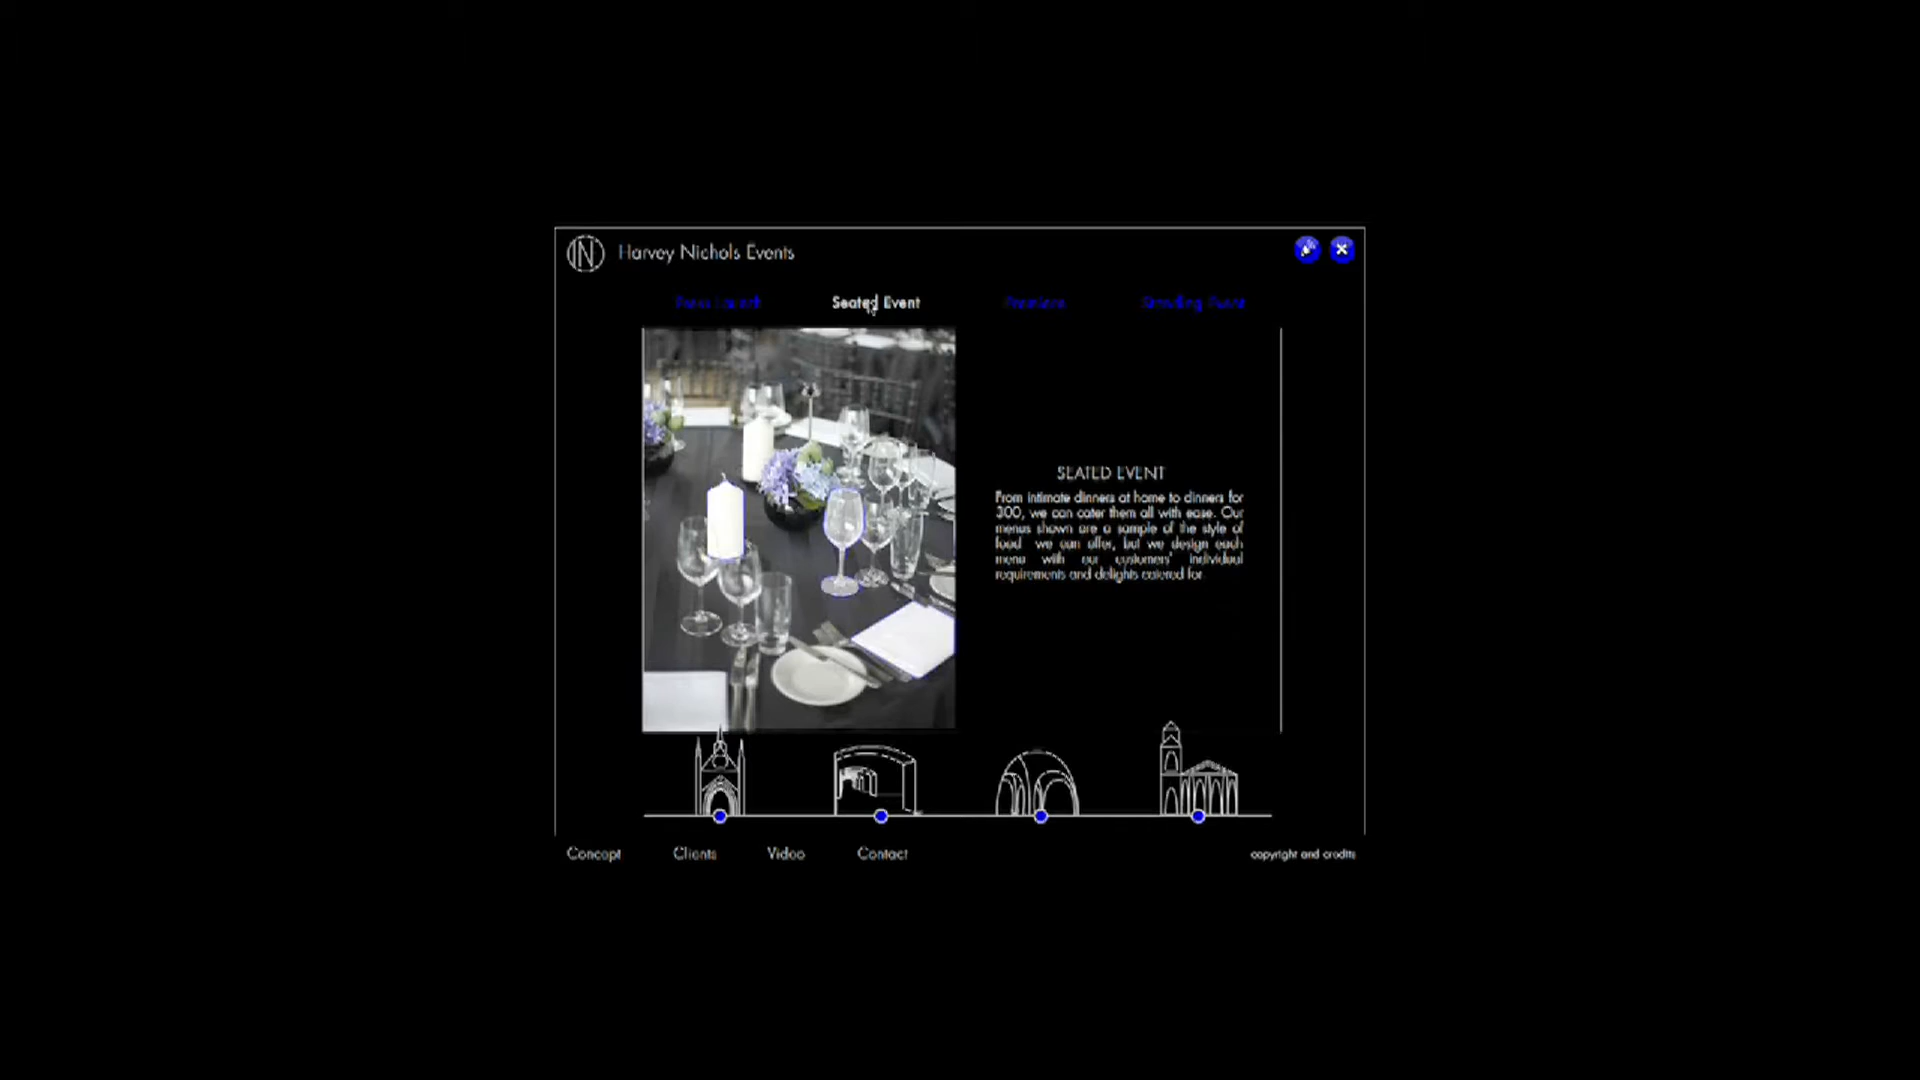 Harvey Nichols Events
Seated Event
Premiere
Standing Event
SEATED EVENT
From intimate dinners at home to dinners for
300, we can cater them all with ease. Our
menus shown are a sample of the style of
food we can offer, but we design each
menu with our customers' individual
requirements and delights catered for
Concept
Clients
Video
Contact
copyright and credits